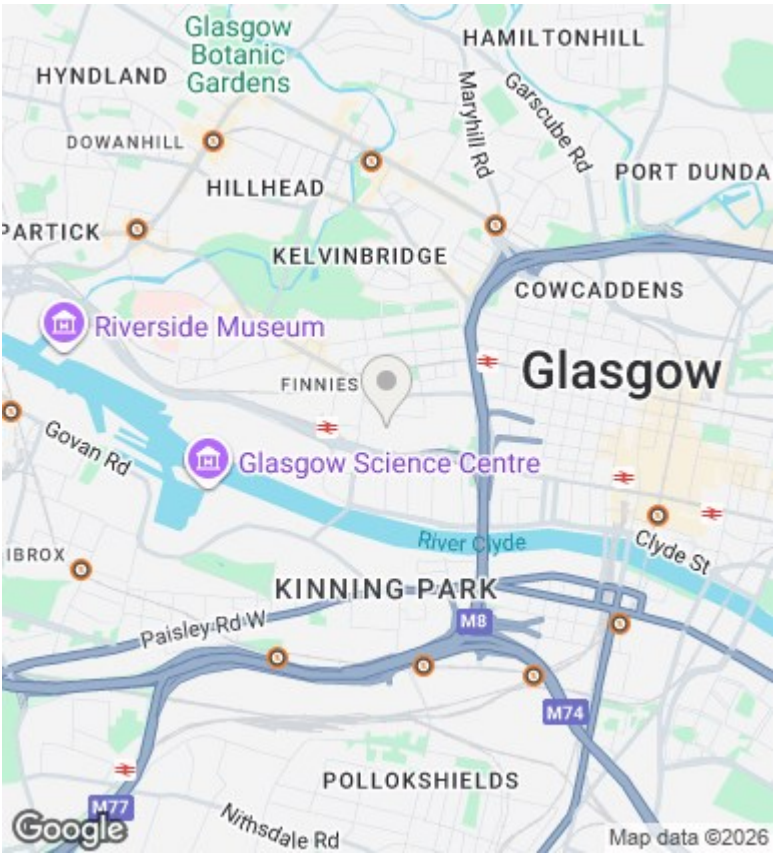 Glasgow
Botanic
Gardens
HAMILTONHILL
HYNDLAND
Maryhill Rd
Garscube Rd
DOWANHILL
PORT DUNDA
HILLHEAD
PARTICK
KELVINBRIDGE
COWCADDENS
Riverside Museum
Glasgow
FINNIES
Govan Rd
Glasgow Science Centre
River Clyde
Clyde St
IBROX
KINNING PARK
Paisley Rd W
M8
M74
POLLOKSHIELDS
M77
Nithsdale Rd
Google
Map data ©2026